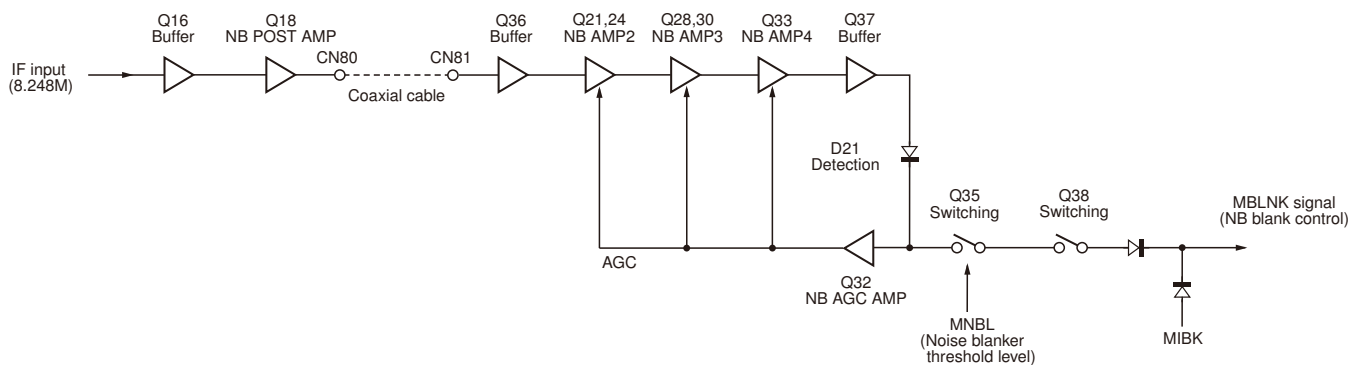 Q16
Buffer
Q18
NB POST AMP
CN80
CN81
Q36
Buffer
Q21,24
NB AMP2
Q28,30
NB AMP3
Q33
NB AMP4
Q37
Buffer
IF input
(8.248M)
Coaxial cable
D21
Detection
Q35
Switching
Q38
Switching
MBLNK signal
(NB blank control)
AGC
Q32
NB AGC AMP
MNBL
(Noise blanker
threshold level)
MIBK